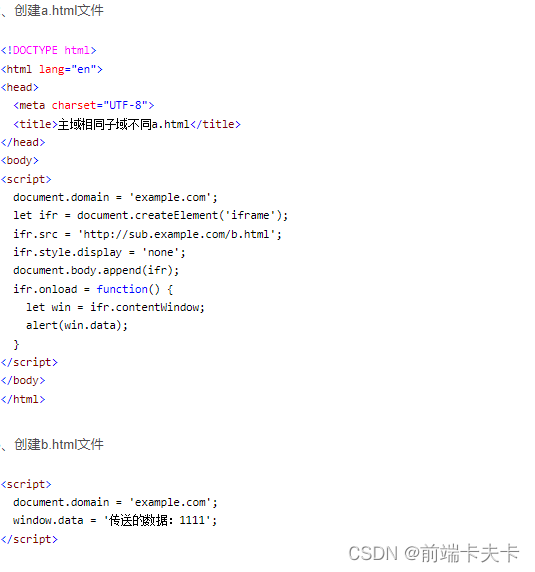 、创建a.html文件
<!DOCTYPE html>
<html lang="en">
<head>
<meta charset="UTF-8">
<title>主域相同子域不同a.html</title>
</head>
<body>
<script>
document.domain = 'example.com';
let ifr = document.createElement('iframe');
ifr.src = 'http://sub.example.com/b.html';
ifr.style.display = 'none';
document.body.append(ifr);
ifr.onload = function() {
let win = ifr.contentWindow;
alert(win.data);
}
</script>
</body>
</html>
、创建b.html文件
<script>
document.domain = 'example.com';
window.data = '传送的数据：1111';
</script>
CSDN @前端卡夫卡